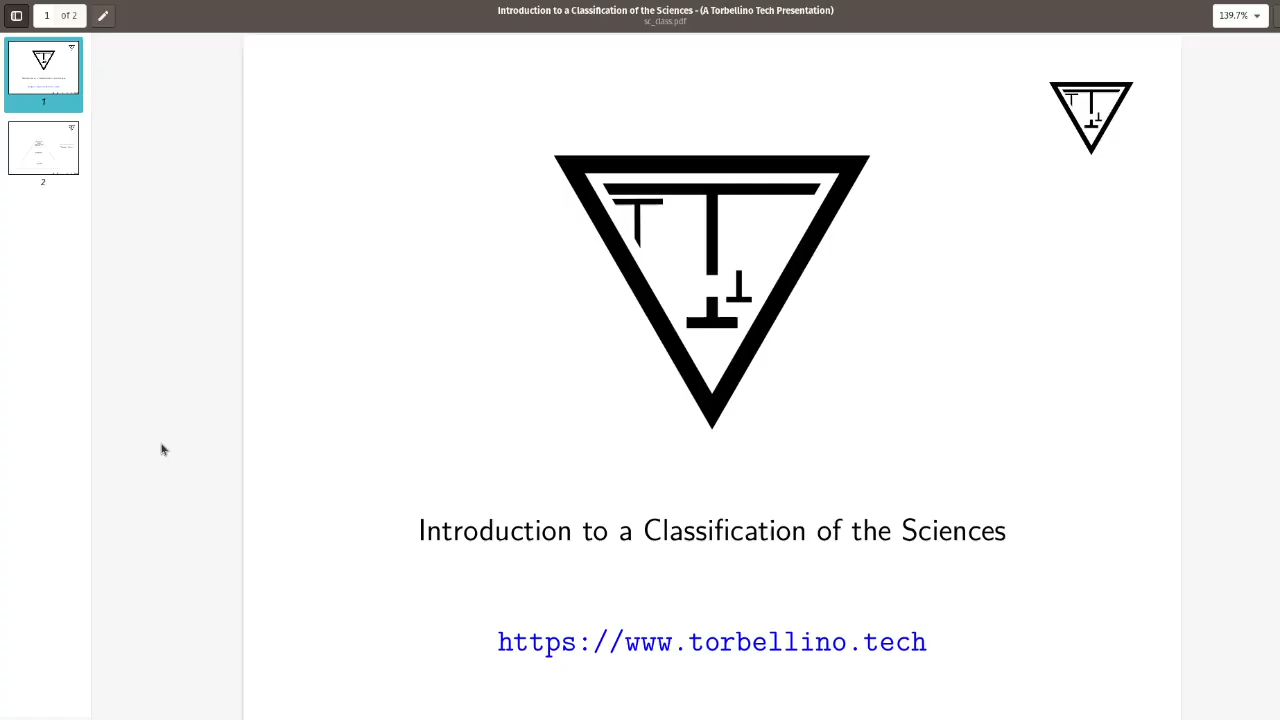 Introduction to a Classification of the Sciences - (A Torbellino Tech Presentation)
sc_class.pdf
1 of 2
139.7%
1
2
Introduction to a Classification of the Sciences
https://www.torbellino.tech